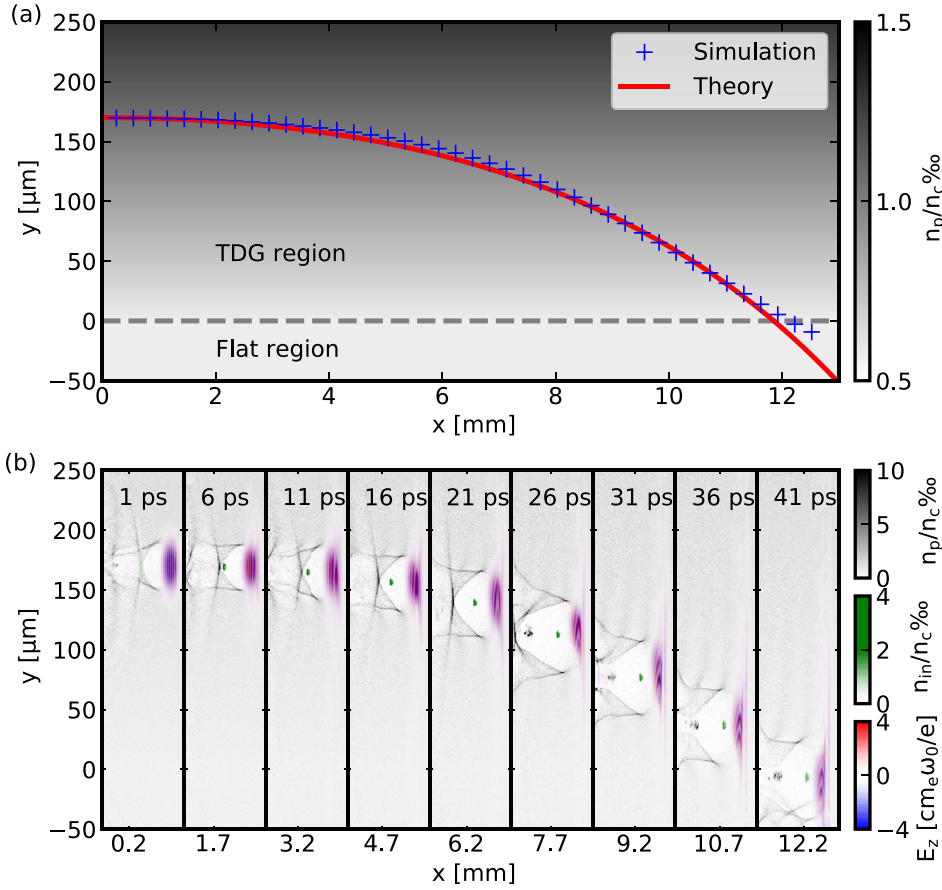 (a)
250
200
150
100
50
0
−50
y [μm]
Simulation
Theory
TDG region
Flat region
0 2 4 6 8 10 12
x [mm]
1.5
1.0
0.5
n_p/n_c‰
(b)
250
200
150
100
50
0
−50
y [μm]
1 ps 6 ps 11 ps 16 ps 21 ps 26 ps 31 ps 36 ps 41 ps
0.2 1.7 3.2 4.7 6.2 7.7 9.2 10.7 12.2
x [mm]
10
5
0
n_p/n_c‰
4
2
0
n_in/n_c‰
4
0
−4
E_z [cm_eω_0/e]